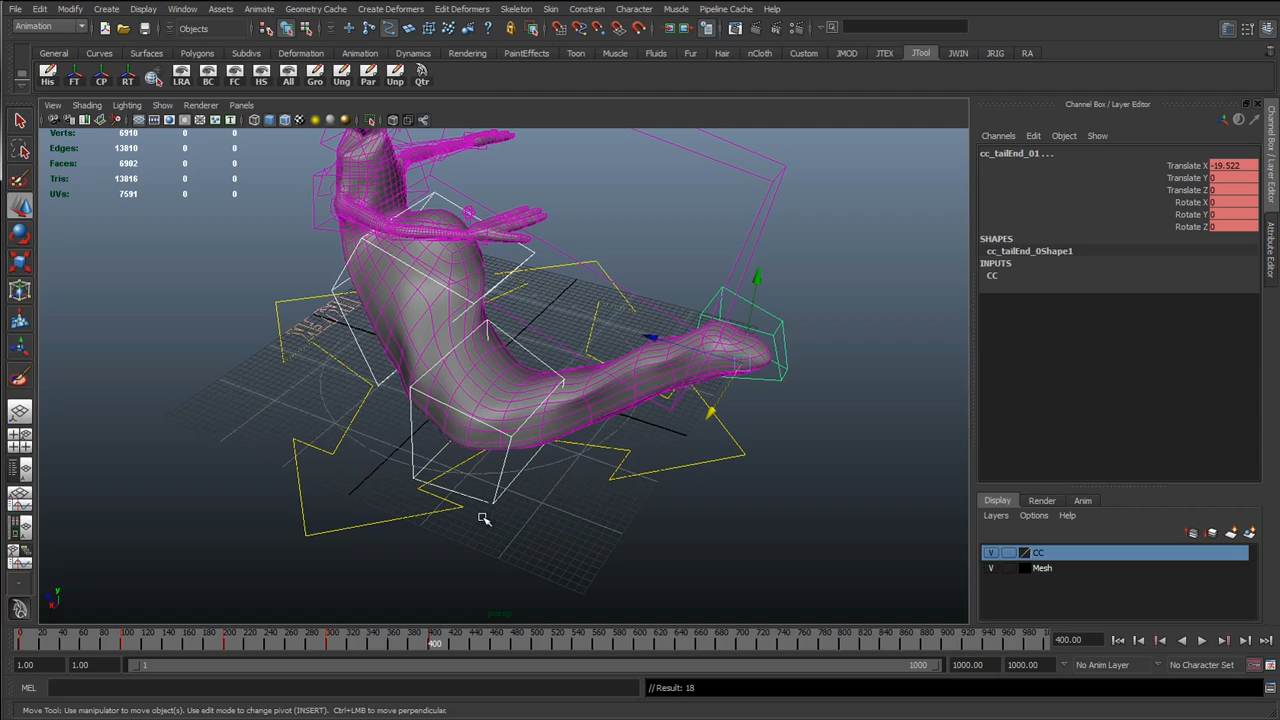 File Edit Modify Create Display Window Assets Animate Geometry Cache Create Deformers Edit Deformers Skeleton Skin Constrain Character Muscle Pipeline Cache Help
Animation Objects
General Curves Surfaces Polygons Subdivs Deformation Animation Dynamics Rendering PaintEffects Toon Muscle Fluids Fur Hair nCloth Custom JMOD JTEX JTool JWIN JRIG RA
His FT CP RT LRA BC FC HS All Gro Ung Par Unp Qtr
View Shading Lighting Show Renderer Panels
Verts: 6910 0 0
Edges: 13810 0 0
Faces: 6902 0 0
Tris: 13816 0 0
UVs: 7591 0 0
persp
Channel Box / Layer Editor
Channels Edit Object Show
cc_tailEnd_01...
Translate X -19.522
Translate Y 0
Translate Z 0
Rotate X 0
Rotate Y 0
Rotate Z 0
SHAPES
cc_tailEnd_0Shape1
INPUTS
CC
Display Render Anim
Layers Options Help
V CC
V Mesh
Channel Box / Layer Editor
Attribute Editor
0 20 40 60 80 100 120 140 160 180 200 220 240 260 280 300 320 340 360 380 400 420 440 460 480 500 520 540 560 580 600 620 640 660 680 700 720 740 760 780 800 820 840 860 880 900 920 940 960 980 10
400
400.00
1.00 1.00 1 1000 1000.00 1000.00 No Anim Layer No Character Set
MEL // Result: 18
Move Tool: Use manipulator to move object(s). Use edit mode to change pivot (INSERT). Ctrl+LMB to move perpendicular.